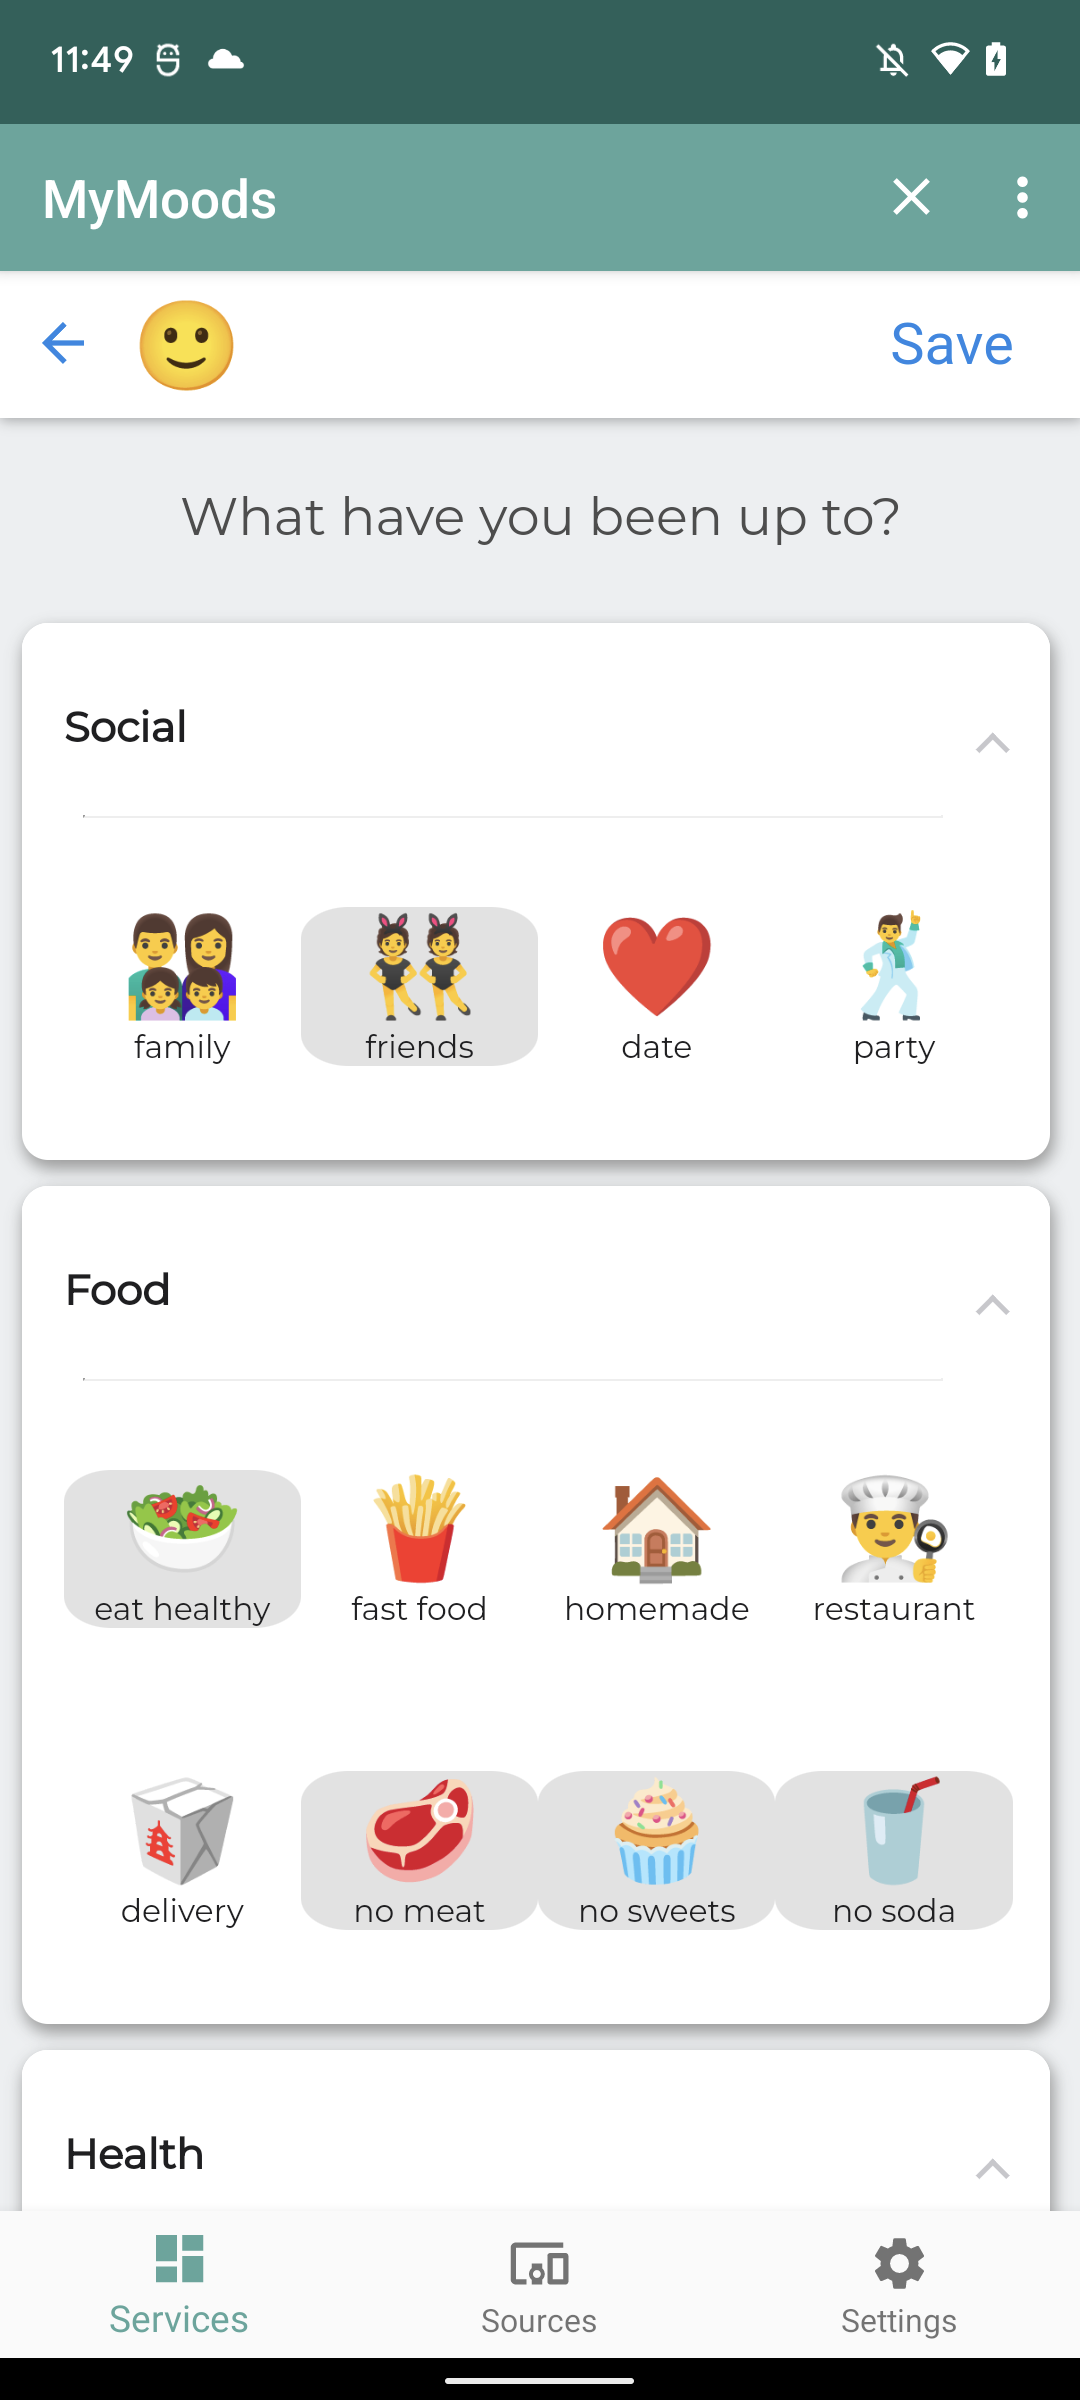 11:49
MyMoods
Save
What have you been up to?
Social
family friends date party
Food
eat healthy fast food homemade restaurant
delivery no meat no sweets no soda
Health
Services Sources Settings